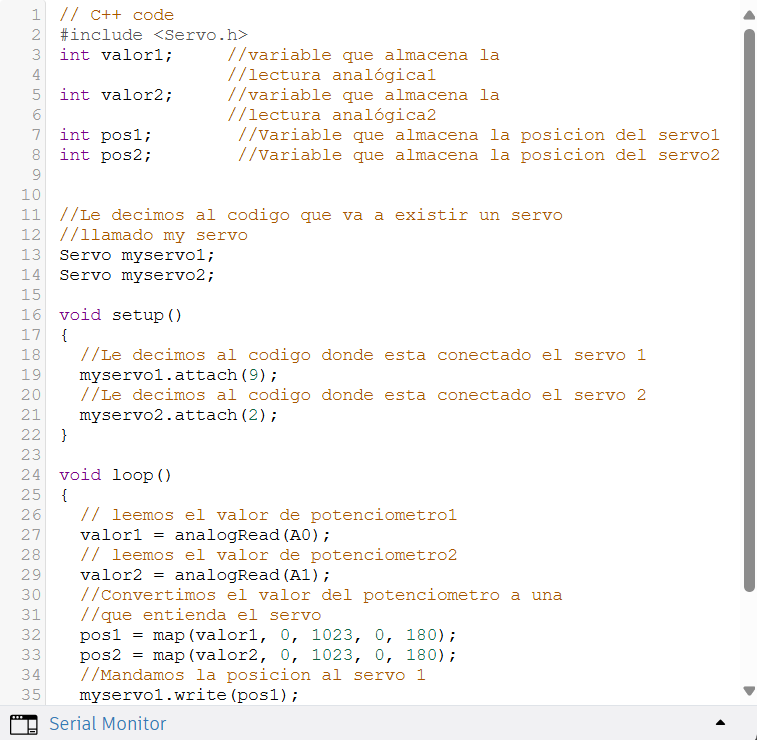 1 // C++ code
2 #include <Servo.h>
3 int valor1;     //variable que almacena la
4                 //lectura analógica1
5 int valor2;     //variable que almacena la
6                 //lectura analógica2
7 int pos1;        //Variable que almacena la posicion del servo1
8 int pos2;        //Variable que almacena la posicion del servo2
9
10
11 //Le decimos al codigo que va a existir un servo
12 //llamado my servo
13 Servo myservo1;
14 Servo myservo2;
15
16 void setup()
17 {
18   //Le decimos al codigo donde esta conectado el servo 1
19   myservo1.attach(9);
20   //Le decimos al codigo donde esta conectado el servo 2
21   myservo2.attach(2);
22 }
23
24 void loop()
25 {
26   // leemos el valor de potenciometro1
27   valor1 = analogRead(A0);
28   // leemos el valor de potenciometro2
29   valor2 = analogRead(A1);
30   //Convertimos el valor del potenciometro a una
31   //que entienda el servo
32   pos1 = map(valor1, 0, 1023, 0, 180);
33   pos2 = map(valor2, 0, 1023, 0, 180);
34   //Mandamos la posicion al servo 1
35   myservo1.write(pos1);
Serial Monitor